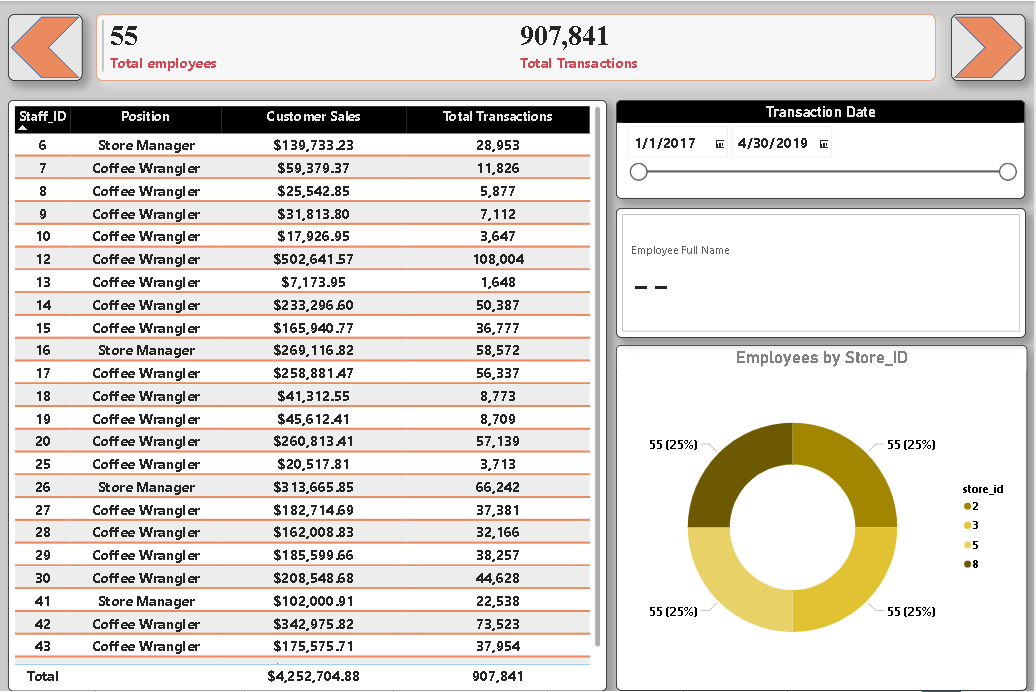 55
Total employees
907,841
Total Transactions
Staff_ID Position Customer Sales Total Transactions
6 Store Manager $139,733.23 28,953
7 Coffee Wrangler $59,379.37 11,826
8 Coffee Wrangler $25,542.85 5,877
9 Coffee Wrangler $31,813.80 7,112
10 Coffee Wrangler $17,926.95 3,647
12 Coffee Wrangler $502,641.57 108,004
13 Coffee Wrangler $7,173.95 1,648
14 Coffee Wrangler $233,296.60 50,387
15 Coffee Wrangler $165,940.77 36,777
16 Store Manager $269,116.82 58,572
17 Coffee Wrangler $258,881.47 56,337
18 Coffee Wrangler $41,312.55 8,773
19 Coffee Wrangler $45,612.41 8,709
20 Coffee Wrangler $260,813.41 57,139
25 Coffee Wrangler $20,517.81 3,713
26 Store Manager $313,665.85 66,242
27 Coffee Wrangler $182,714.69 37,381
28 Coffee Wrangler $162,008.83 32,166
29 Coffee Wrangler $185,599.66 38,257
30 Coffee Wrangler $208,548.68 44,628
41 Store Manager $102,000.91 22,538
42 Coffee Wrangler $342,975.82 73,523
43 Coffee Wrangler $175,575.71 37,954
Total $4,252,704.88 907,841
Transaction Date
1/1/2017 4/30/2019
Employee Full Name
– –
Employees by Store_ID
55 (25%) 55 (25%)
55 (25%) 55 (25%)
store_id
2
3
5
8